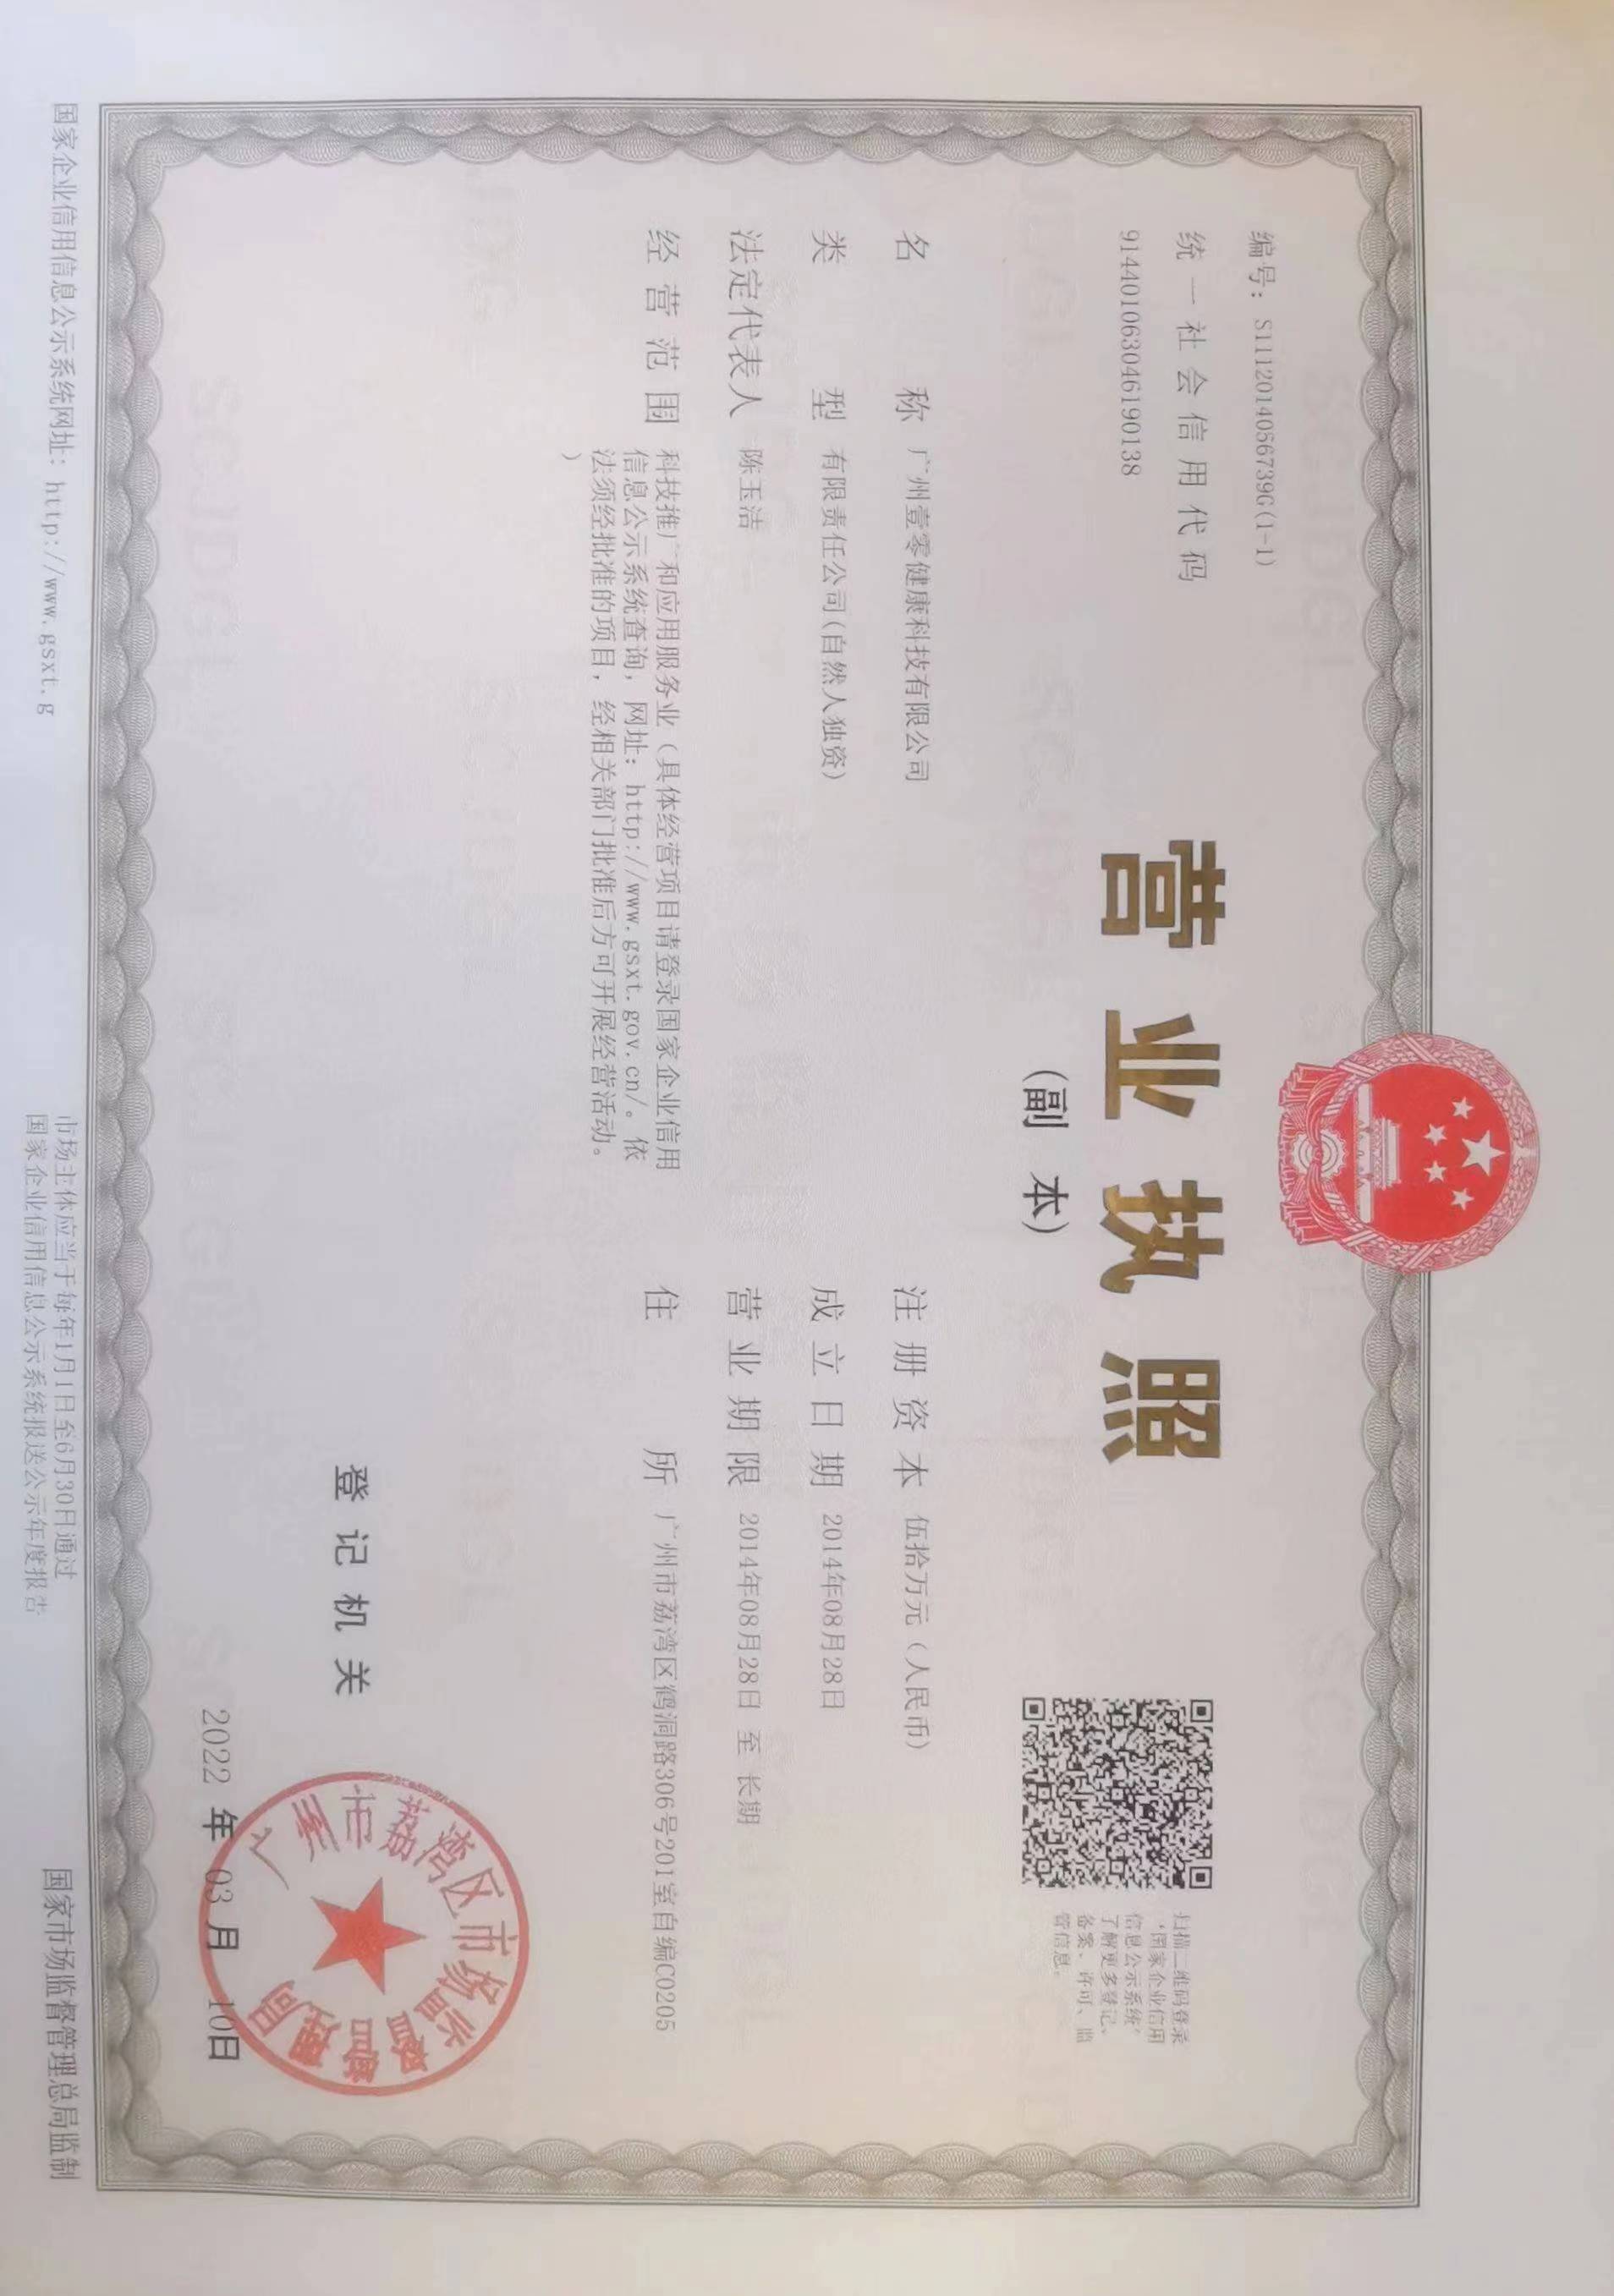 编号：S1112014056739G(1-1)
统一社会信用代码
914401063046190138
营业执照
(副 本)
扫描二维码登录
‘国家企业信用
信息公示系统’
了解更多登记、
备案、许可、监
管信息。
名称 广州壹零健康科技有限公司
类型 有限责任公司(自然人独资)
法定代表人 陈玉洁
经营范围 科技推广和应用服务业（具体经营项目请登录国家企业信用
信息公示系统查询，网址：http://www.gsxt.gov.cn/。依
法须经批准的项目，经相关部门批准后方可开展经营活动。
）
注册资本 伍拾万元（人民币）
成立日期 2014年08月28日
营业期限 2014年08月28日 至 长期
住所 广州市荔湾区鹤洞路306号201室自编C0205
登记机关
广州市荔湾区市场监督管理局
2022 年 03 月 10日
国家企业信用信息公示系统网址：http://www.gsxt.g
市场主体应当于每年1月1日至6月30日通过
国家企业信用信息公示系统报送公示年度报告
国家市场监督管理总局监制